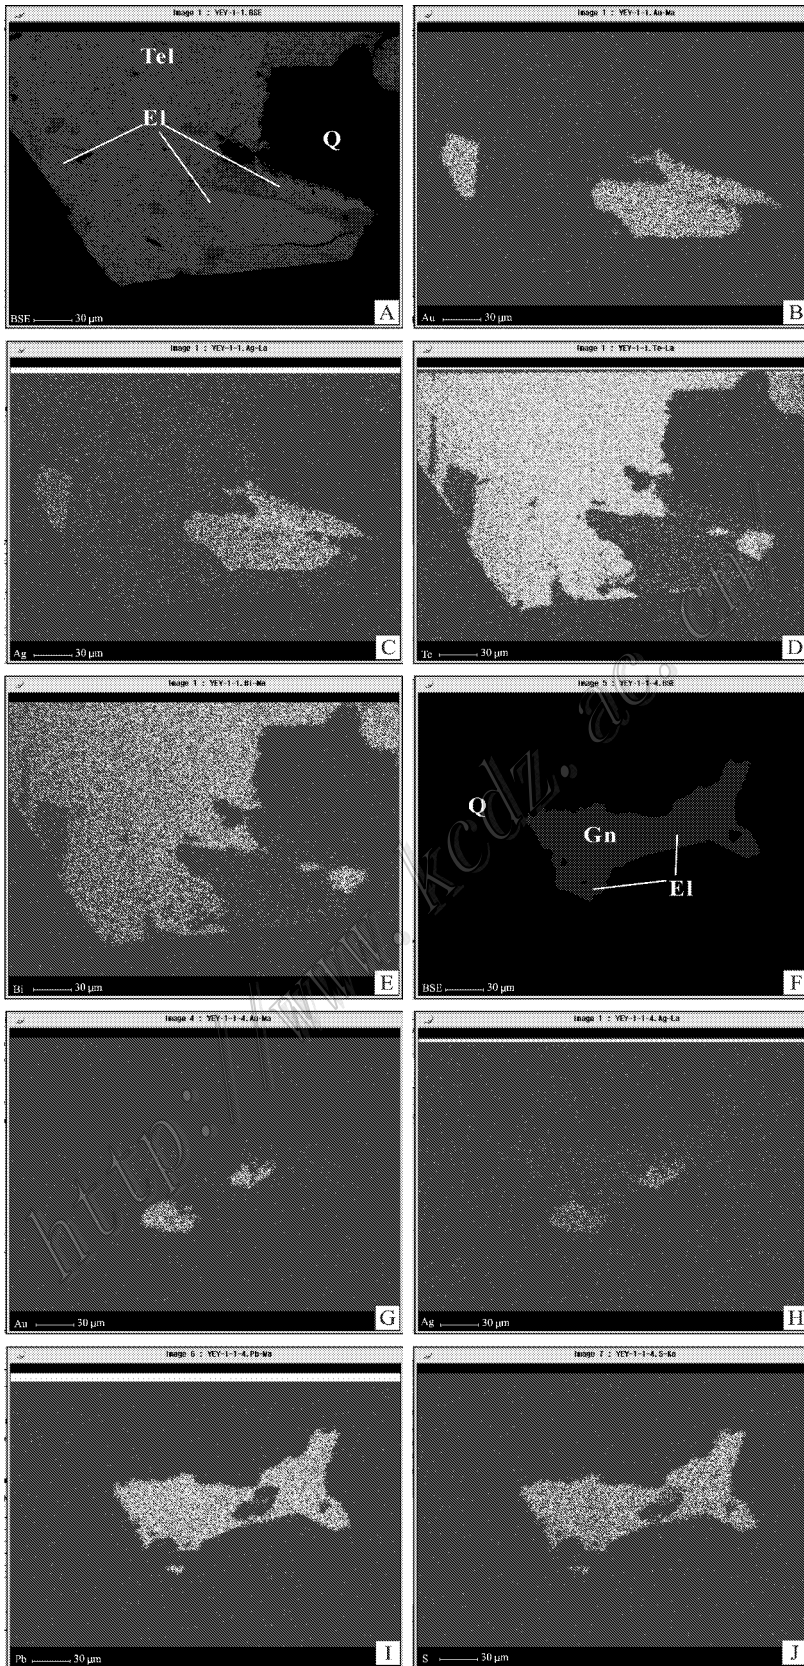 Image 1 : YEY-1-1.BSE
Tel
El
Q
BSE 30 μm
A
Image 1 : YEY-1-1.Au-Ma
Au 30 μm
B
Image 1 : YEY-1-1.Ag-La
Ag 30 μm
C
Image 1 : YEY-1-1.Te-La
Te 30 μm
D
Image 1 : YEY-1-1.Bi-Ma
Bi 30 μm
E
Image 5 : YEY-1-1-4.BSE
Q
Gn
El
BSE 30 μm
F
Image 4 : YEY-1-1-4.Au-Ma
Au 30 μm
G
Image 1 : YEY-1-1-4.Ag-La
Ag 30 μm
H
Image 6 : YEY-1-1-4.Pb-Ma
Pb 30 μm
I
Image 7 : YEY-1-1-4.S-Ka
S 30 μm
J
http://www.kcdz.ac.cn/